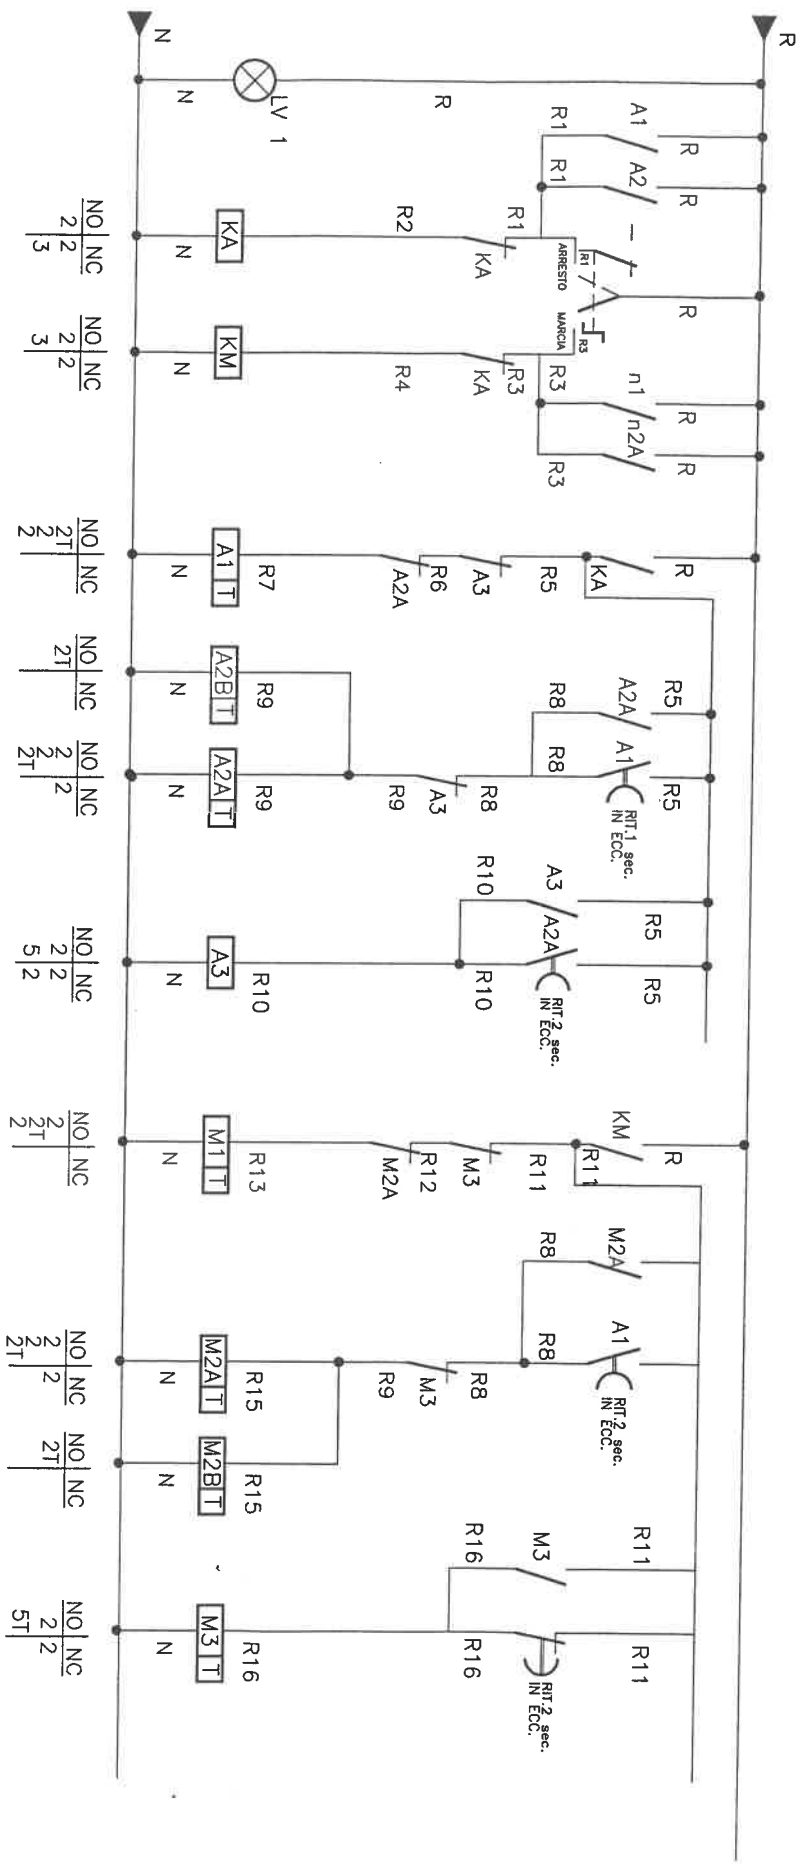 R
N
LV 1
N
R
A1
R
R1
A2
R
R1
R1
ARRESTO
R1
MARCIA
R3
R
KA
R2
KA
N
NO NC
2 2
3
R3
R3
KA
R4
KM
N
NO NC
2 2
3
n1
R
n2A
R
R3
KA
R
R5
A3
R6
A2A
R7
A1 T
N
NO NC
2T
2
2
A2A
R5
R8
A1
R5
R8
RIT.1 sec.
IN ECC.
R8
A3
R9
R9
A2B T
N
NO NC
2T
R9
A2A T
N
NO NC
2 2
2
2T
A3
R5
R10
A2A
R5
R10
RIT.2 sec.
IN ECC.
R10
A3
N
NO NC
2 2
5 2
KM
R
R11
R11
M3
R12
M2A
R13
M1 T
N
NO NC
2
2T
2
M2A
R8
A1
R8
RIT.2 sec.
IN ECC.
R8
M3
R9
R15
M2A T
N
NO NC
2 2
2
2T
R15
M2B T
N
NO NC
2T
M3
R11
R16
R11
R16
RIT.2 sec.
IN ECC.
R16
M3 T
N
NO NC
2 2
5T